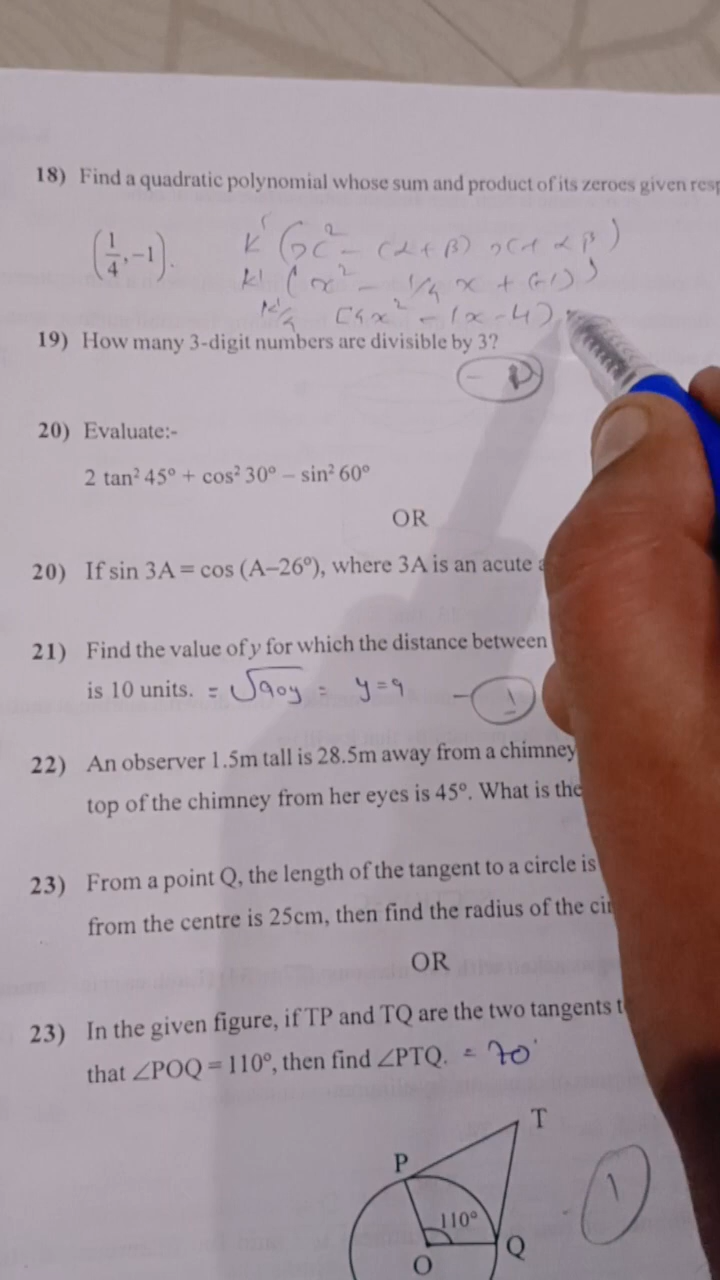 18) Find a quadratic polynomial whose sum and product of its zeroes given resp
(1/4, -1). K (x² - (α+β) x + αβ)
K (x² - 1/4 x + (-1))
K/4 [4x² - 1x - 4)
19) How many 3-digit numbers are divisible by 3?
20) Evaluate:-
2 tan² 45° + cos² 30° – sin² 60°
OR
20) If sin 3A = cos (A–26°), where 3A is an acute
21) Find the value of y for which the distance between
is 10 units. = √90y = y=9 - 1
22) An observer 1.5m tall is 28.5m away from a chimney
top of the chimney from her eyes is 45°. What is the
23) From a point Q, the length of the tangent to a circle is
from the centre is 25cm, then find the radius of the cir
OR
23) In the given figure, if TP and TQ are the two tangents t
that ∠POQ = 110°, then find ∠PTQ. = 70°
T
P
1
110°
O
Q